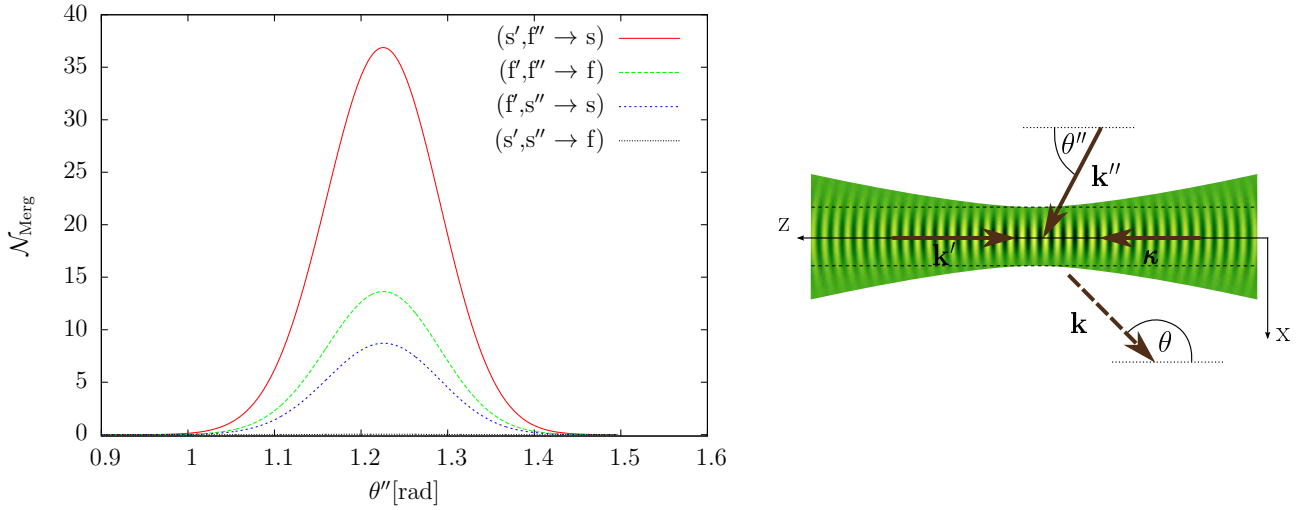 40
35
30
25
20
15
10
5
0
𝒩Merg
(s′,f″ → s)
(f′,f″ → f)
(f′,s″ → s)
(s′,s″ → f)
0.9 1 1.1 1.2 1.3 1.4 1.5 1.6
θ″[rad]
θ″
k″
z
k′
κ
k
θ
x